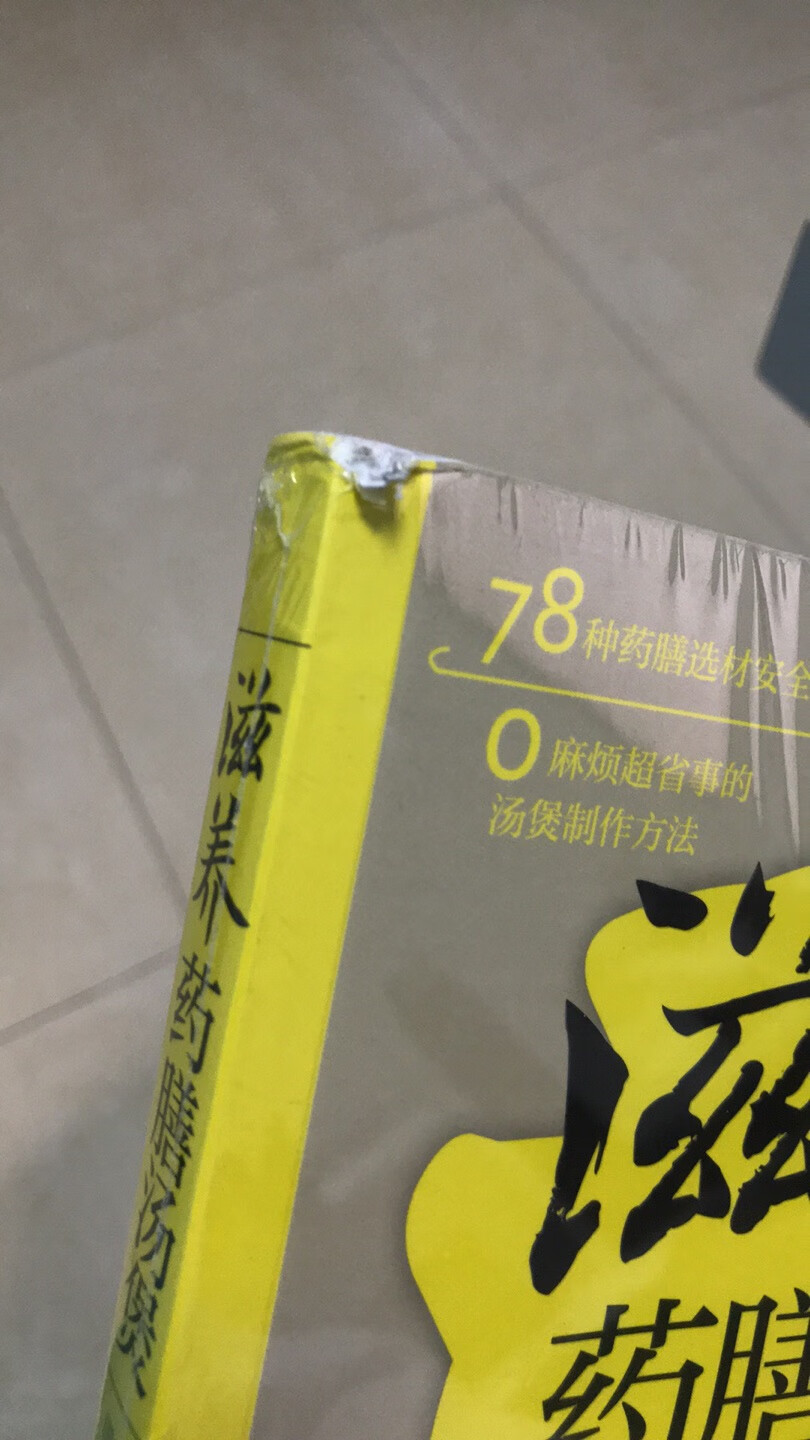 滋养药膳汤煲
78种药膳选材安全
0麻烦超省事的
汤煲制作方法
滋
药膳